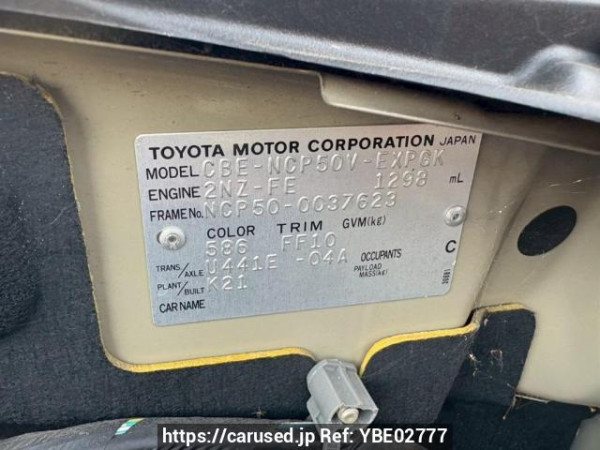 TOYOTA MOTOR CORPORATION JAPAN
MODEL CBE-NCP50V-EXPGK
ENGINE 2NZ-FE 1298 mL
FRAME No. NCP50-0037623
COLOR TRIM GVM(kg)
586 FF10
TRANS/AXLE U441E -04A OCCUPANTS C
PAYLOAD MASS(kg)
PLANT/BUILT K21
CAR NAME
https://carused.jp Ref: YBE02777